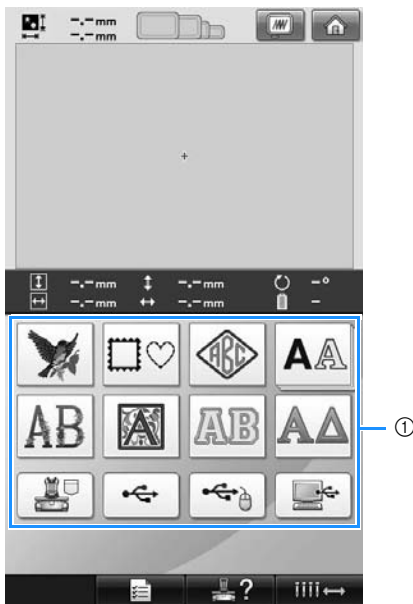 -.- mm
-.- mm
-.- mm -.- mm -°
-.- mm -.- mm -
ABC AA
AB A AB AΔ
①
?